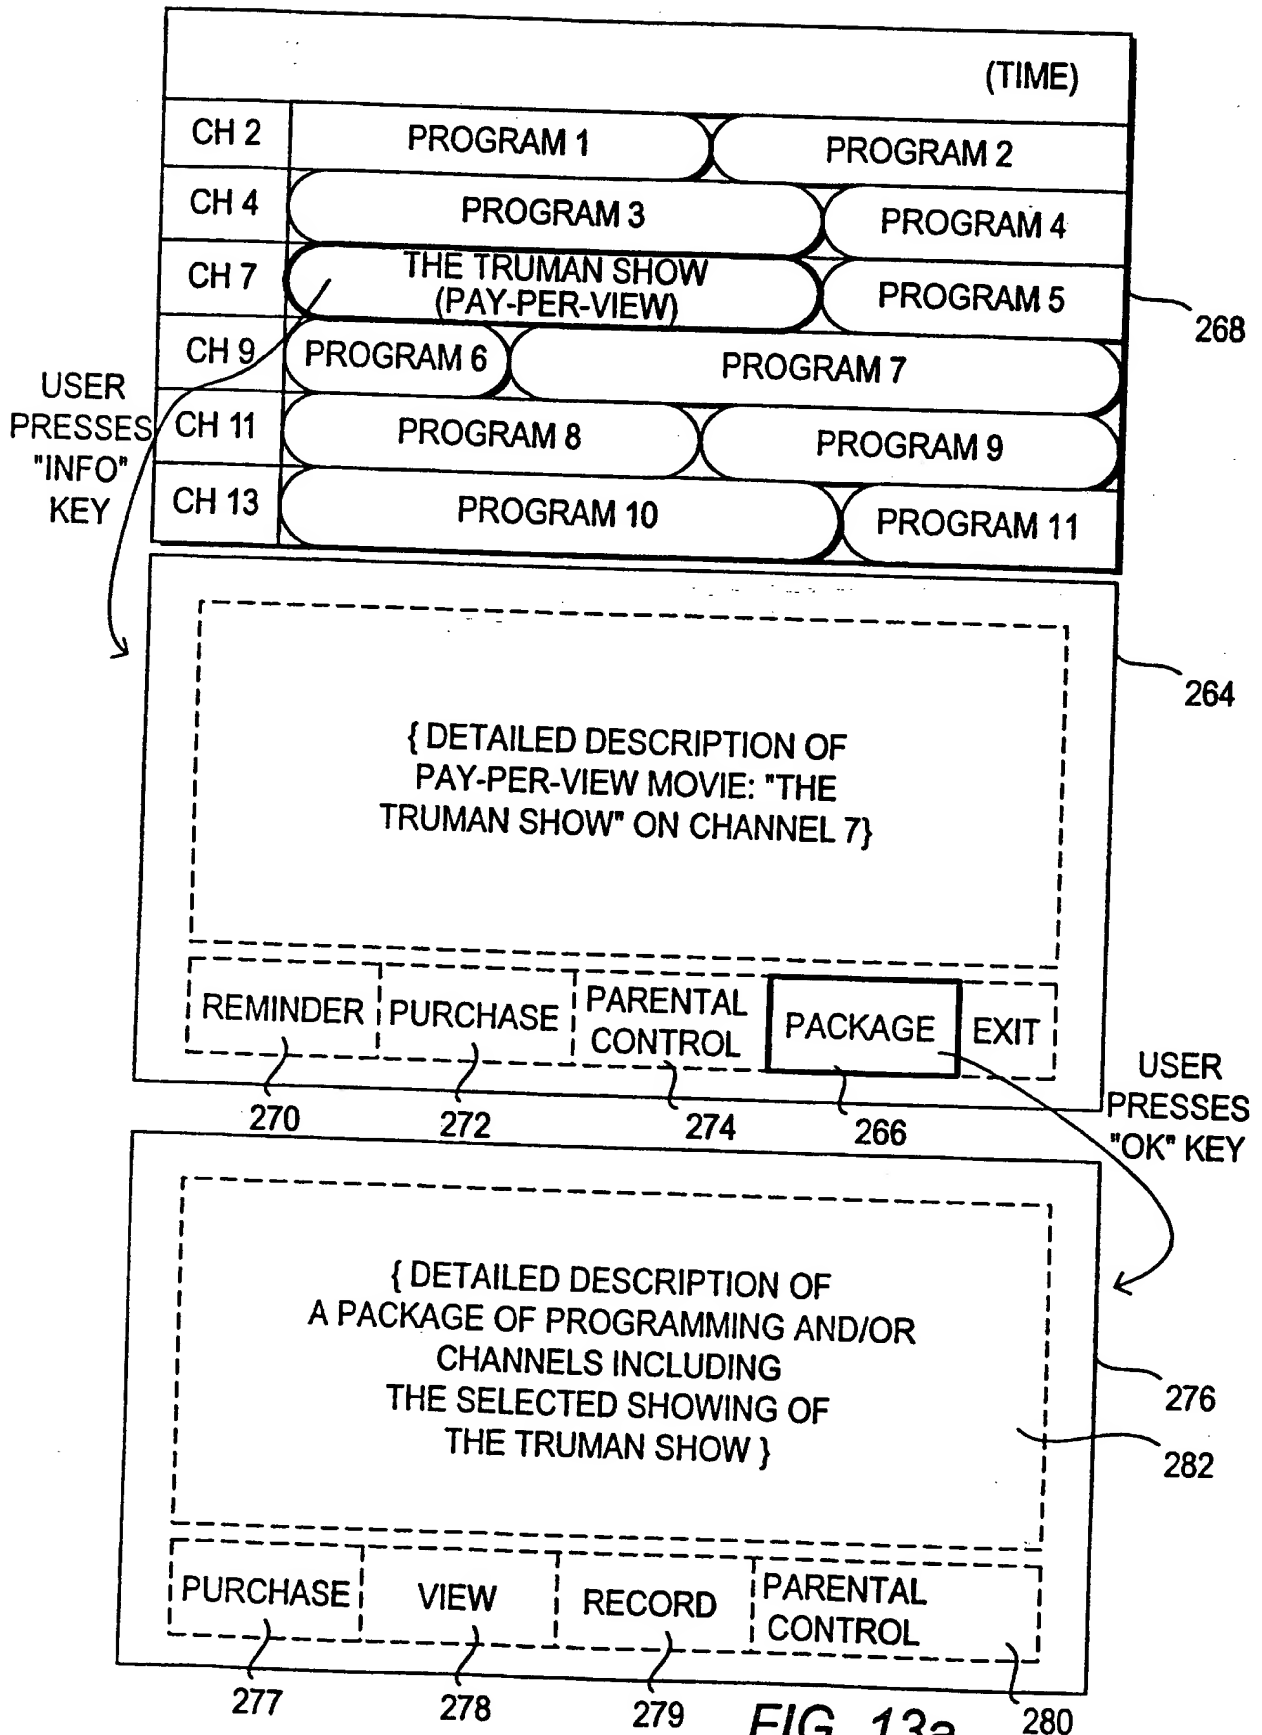 (TIME)
CH 2 PROGRAM 1 PROGRAM 2
CH 4 PROGRAM 3 PROGRAM 4
CH 7 THE TRUMAN SHOW
(PAY-PER-VIEW) PROGRAM 5
268
CH 9 PROGRAM 6 PROGRAM 7
CH 11 PROGRAM 8 PROGRAM 9
CH 13 PROGRAM 10 PROGRAM 11
USER
PRESSES
"INFO"
KEY
264
{ DETAILED DESCRIPTION OF
PAY-PER-VIEW MOVIE: "THE
TRUMAN SHOW" ON CHANNEL 7}
REMINDER
PURCHASE
PARENTAL
CONTROL
PACKAGE
EXIT
270 272 274 266
USER
PRESSES
"OK" KEY
{ DETAILED DESCRIPTION OF
A PACKAGE OF PROGRAMMING AND/OR
CHANNELS INCLUDING
THE SELECTED SHOWING OF
THE TRUMAN SHOW }
276
282
PURCHASE
VIEW
RECORD
PARENTAL
CONTROL
277 278 279 280
FIG. 13a